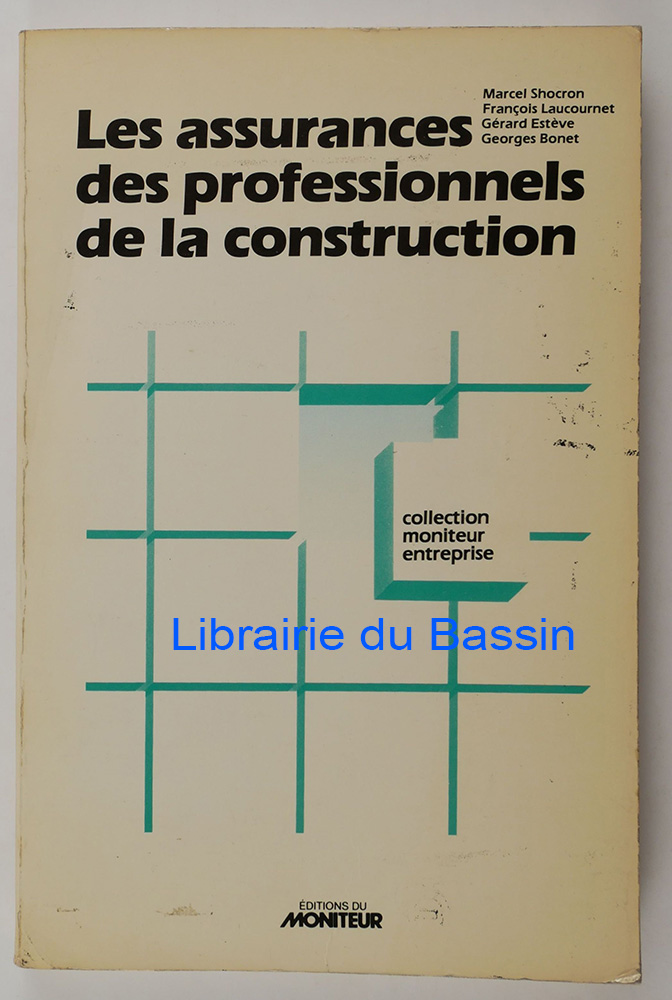 Marcel Shocron
François Laucournet
Gérard Estève
Georges Bonet
Les assurances
des professionnels
de la construction
collection
moniteur
entreprise
Librairie du Bassin
ÉDITIONS DU
MONITEUR